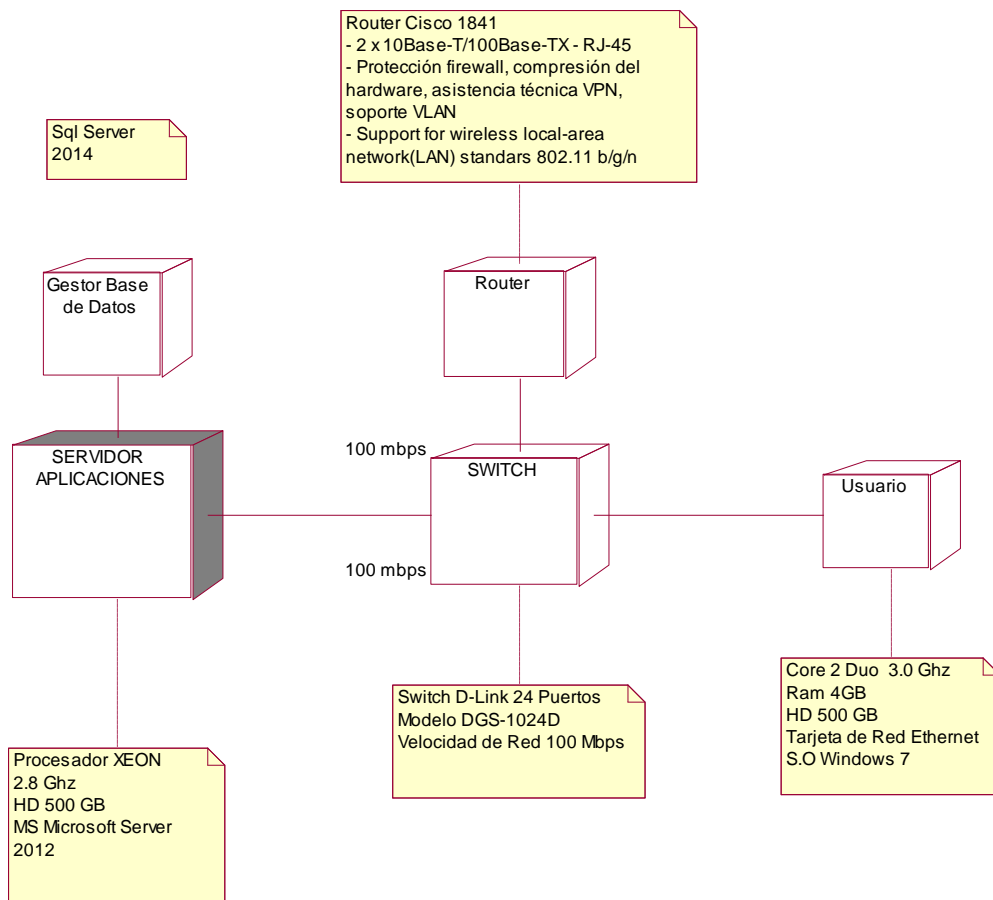 Router Cisco 1841
- 2 x 10Base-T/100Base-TX - RJ-45
- Protección firewall, compresión del
hardware, asistencia técnica VPN,
soporte VLAN
- Support for wireless local-area
network(LAN) standars 802.11 b/g/n
Sql Server
2014
Gestor Base
de Datos
Router
SERVIDOR
APLICACIONES
100 mbps
SWITCH
Usuario
100 mbps
Switch D-Link 24 Puertos
Modelo DGS-1024D
Velocidad de Red 100 Mbps
Core 2 Duo 3.0 Ghz
Ram 4GB
HD 500 GB
Tarjeta de Red Ethernet
S.O Windows 7
Procesador XEON
2.8 Ghz
HD 500 GB
MS Microsoft Server
2012